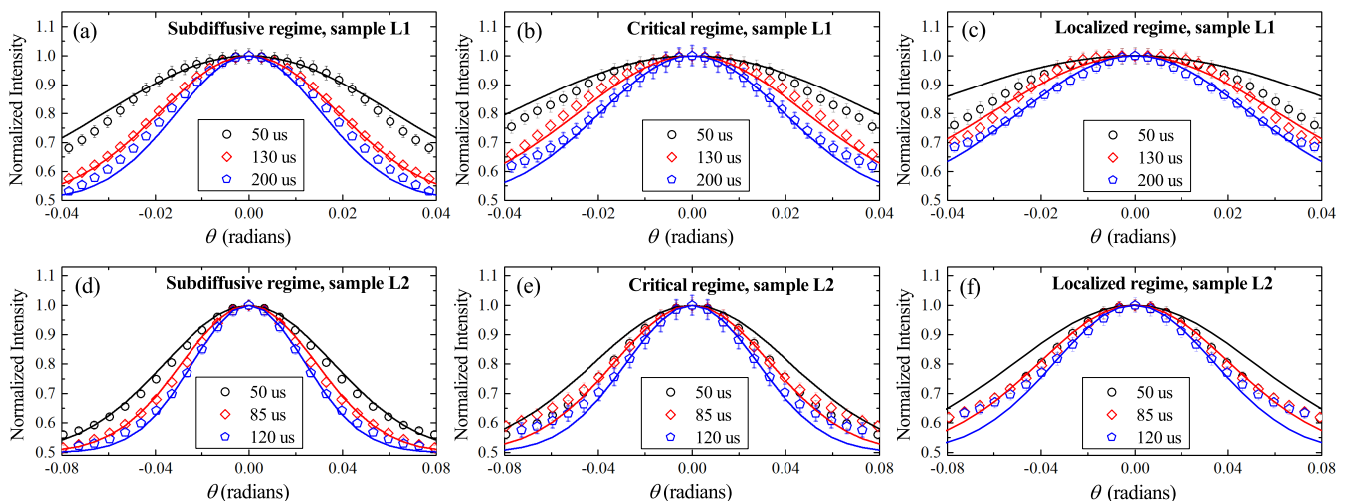 (a) Subdiffusive regime, sample L1
Normalized Intensity
1.1
1.0
0.9
0.8
0.7
0.6
0.5
50 us
130 us
200 us
-0.04 -0.02 0.00 0.02 0.04
θ (radians)
(b) Critical regime, sample L1
Normalized Intensity
1.1
1.0
0.9
0.8
0.7
0.6
0.5
50 us
130 us
200 us
-0.04 -0.02 0.00 0.02 0.04
θ (radians)
(c) Localized regime, sample L1
Normalized Intensity
1.1
1.0
0.9
0.8
0.7
0.6
0.5
50 us
130 us
200 us
-0.04 -0.02 0.00 0.02 0.04
θ (radians)
(d) Subdiffusive regime, sample L2
Normalized Intensity
1.1
1.0
0.9
0.8
0.7
0.6
0.5
50 us
85 us
120 us
-0.08 -0.04 0.00 0.04 0.08
θ (radians)
(e) Critical regime, sample L2
Normalized Intensity
1.1
1.0
0.9
0.8
0.7
0.6
0.5
50 us
85 us
120 us
-0.08 -0.04 0.00 0.04 0.08
θ (radians)
(f) Localized regime, sample L2
Normalized Intensity
1.1
1.0
0.9
0.8
0.7
0.6
0.5
50 us
85 us
120 us
-0.08 -0.04 0.00 0.04 0.08
θ (radians)